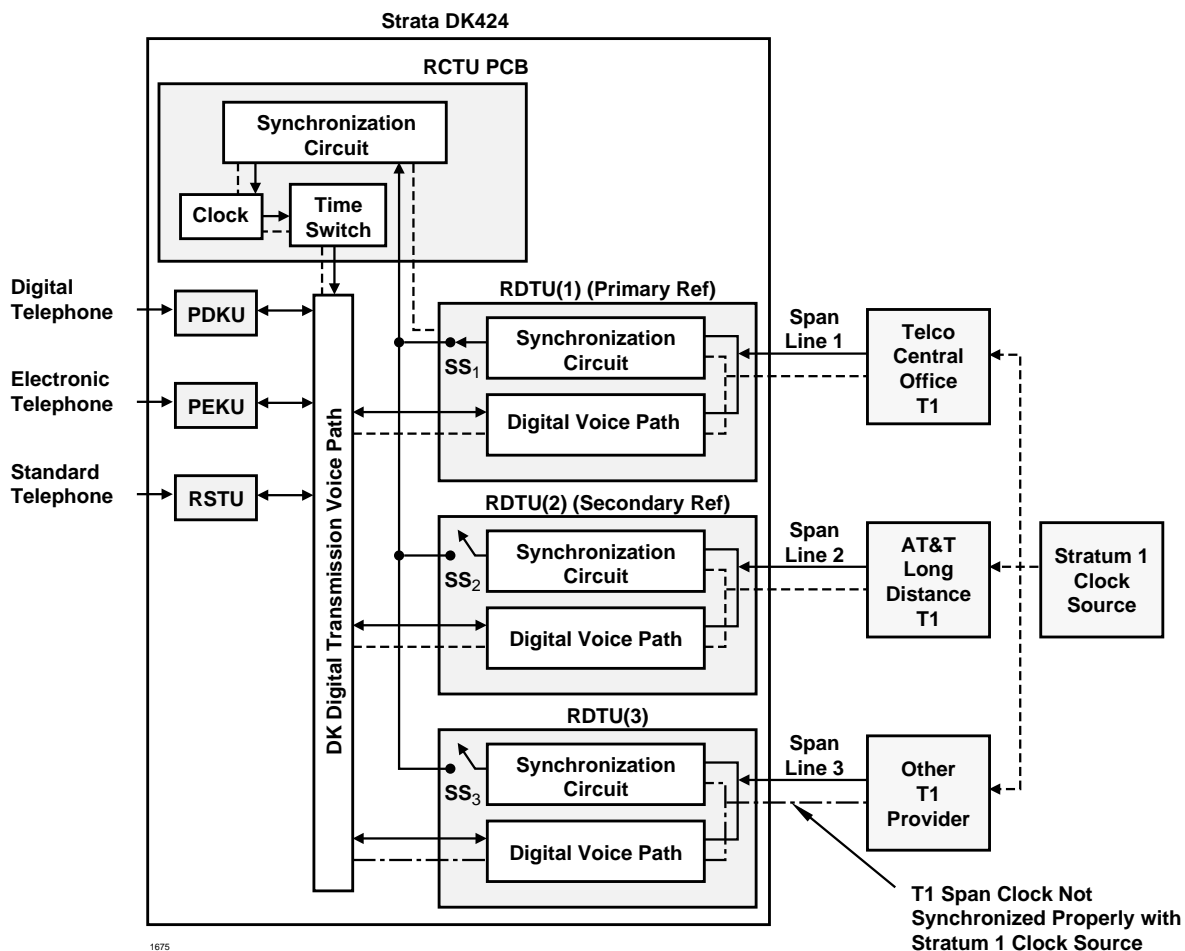 Strata DK424
RCTU PCB
Synchronization
Circuit
Clock
Time
Switch
Digital
Telephone
PDKU
Electronic
Telephone
PEKU
Standard
Telephone
RSTU
DK Digital Transmission Voice Path
RDTU(1) (Primary Ref)
Synchronization
Circuit
SS1
Digital Voice Path
Span
Line 1
Telco
Central
Office
T1
RDTU(2) (Secondary Ref)
Synchronization
Circuit
SS2
Digital Voice Path
Span
Line 2
AT&T
Long
Distance
T1
Stratum 1
Clock
Source
RDTU(3)
Synchronization
Circuit
SS3
Digital Voice Path
Span
Line 3
Other
T1
Provider
T1 Span Clock Not
Synchronized Properly with
Stratum 1 Clock Source
1675